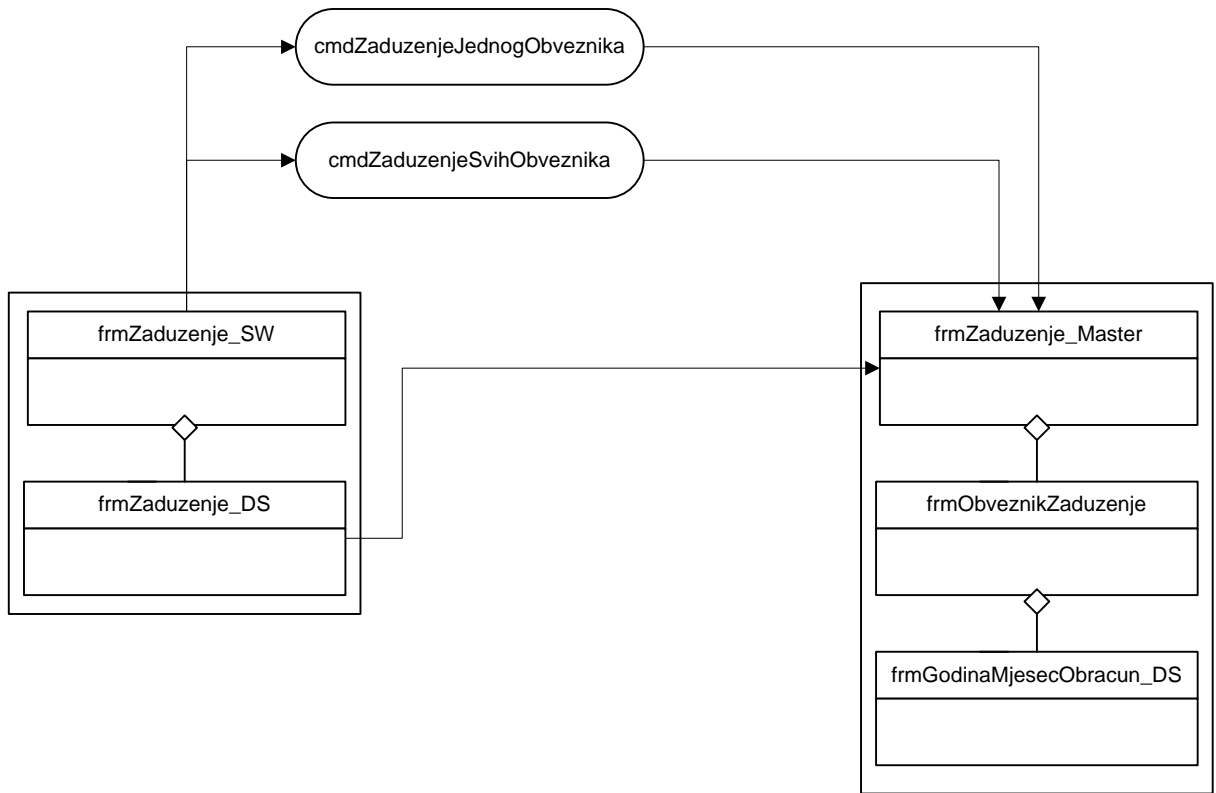 cmdZaduzenjeJednogObveznika
cmdZaduzenjeSvihObveznika
frmZaduzenje_SW
frmZaduzenje_Master
frmZaduzenje_DS
frmObveznikZaduzenje
frmGodinaMjesecObracun_DS